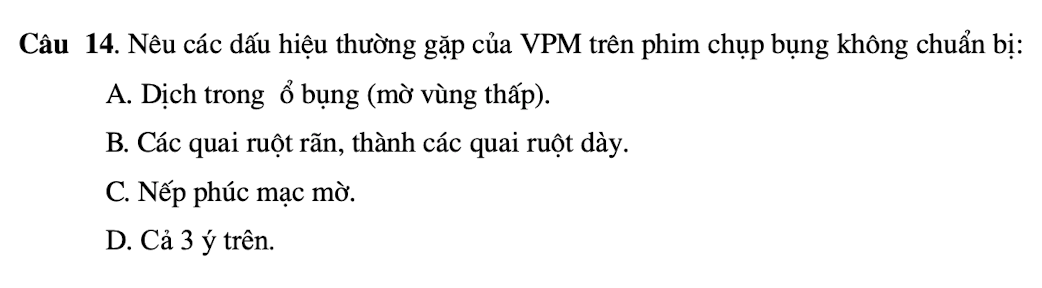 Câu 14. Nêu các dấu hiệu thường gặp của VPM trên phim chụp bụng không chuẩn bị:
A. Dịch trong ổ bụng (mờ vùng thấp).
B. Các quai ruột rãn, thành các quai ruột dày.
C. Nếp phúc mạc mờ.
D. Cả 3 ý trên.